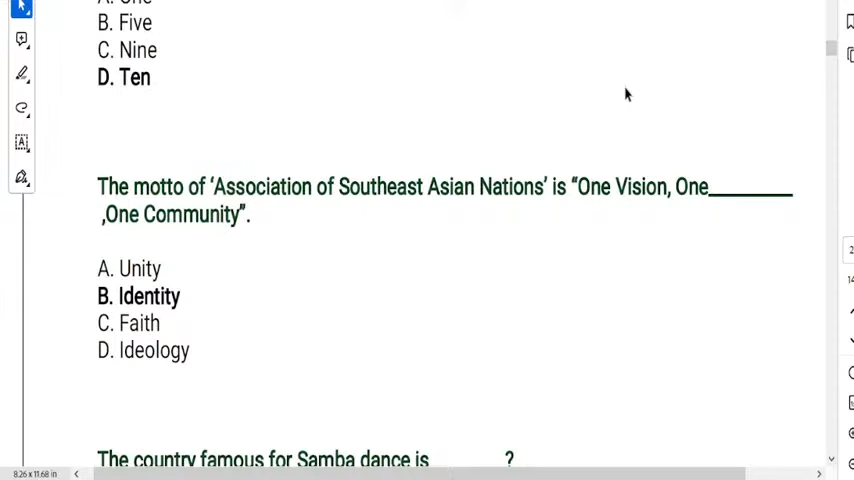 A. One
B. Five
C. Nine
D. Ten
The motto of ‘Association of Southeast Asian Nations’ is “One Vision, One________
,One Community”.
A. Unity
B. Identity
C. Faith
D. Ideology
The country famous for Samba dance is ________?
8.26 x 11.68 in